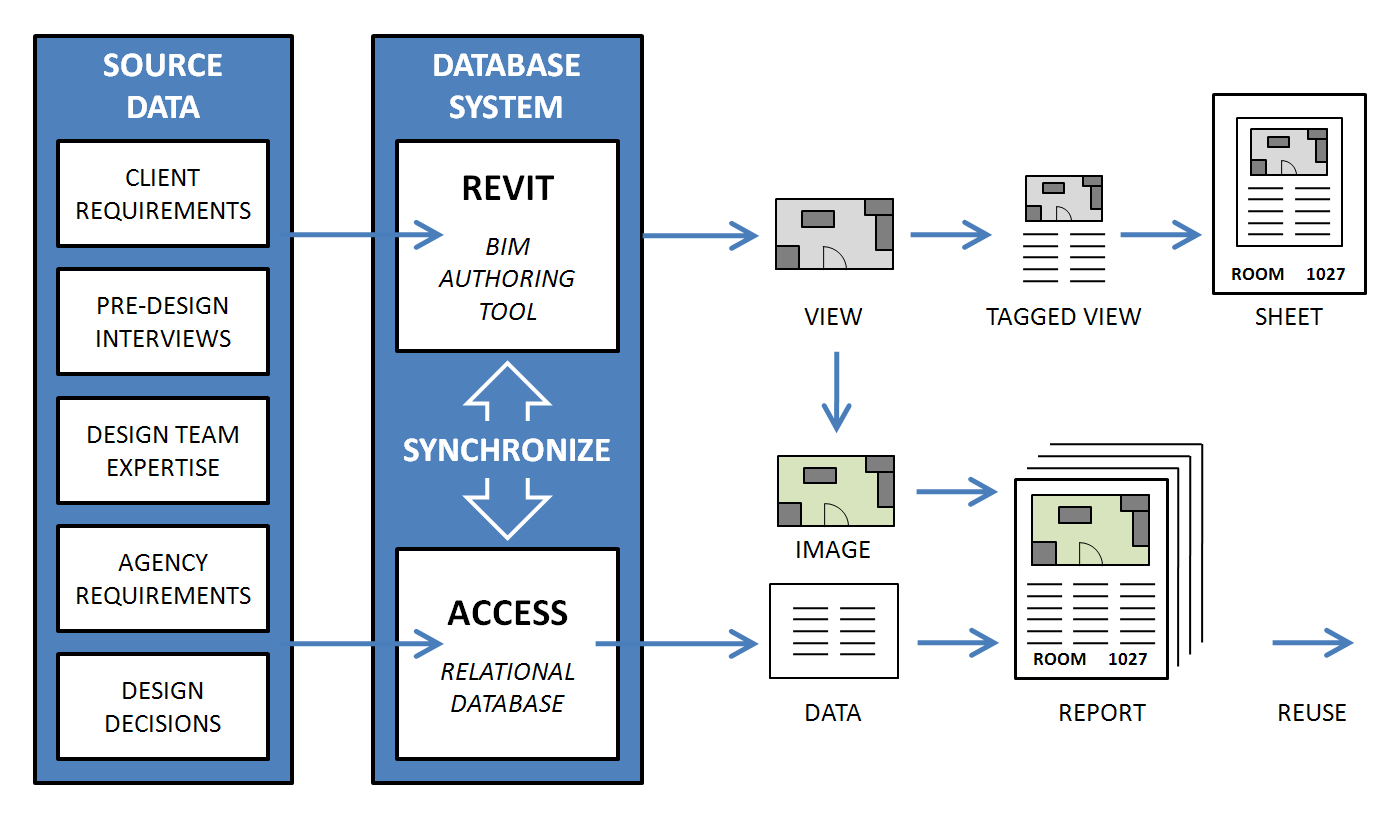 SOURCE
DATA
CLIENT
REQUIREMENTS
PRE-DESIGN
INTERVIEWS
DESIGN TEAM
EXPERTISE
AGENCY
REQUIREMENTS
DESIGN
DECISIONS
DATABASE
SYSTEM
REVIT
BIM
AUTHORING
TOOL
SYNCHRONIZE
ACCESS
RELATIONAL
DATABASE
VIEW
TAGGED VIEW
ROOM 1027
SHEET
IMAGE
DATA
ROOM 1027
REPORT
REUSE